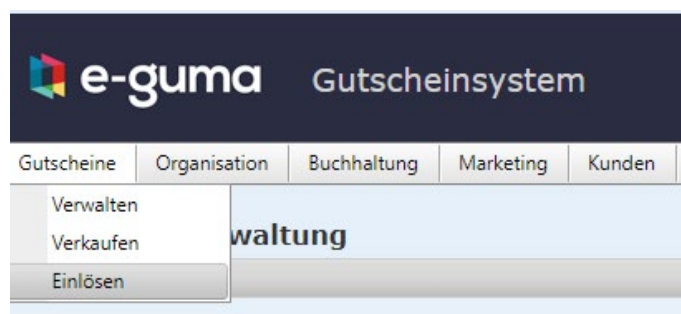 e-guma Gutscheinsystem
Gutscheine Organisation Buchhaltung Marketing Kunden
Verwalten
Verkaufen
waltung
Einlösen